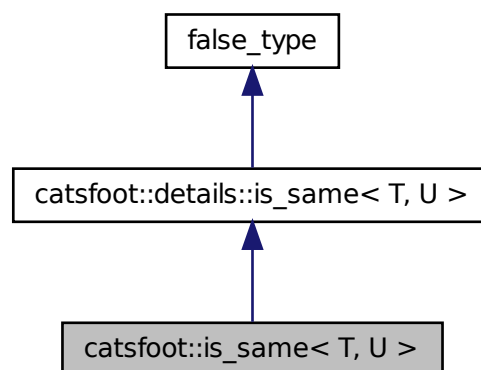 false_type
catsfoot::details::is_same< T, U >
catsfoot::is_same< T, U >